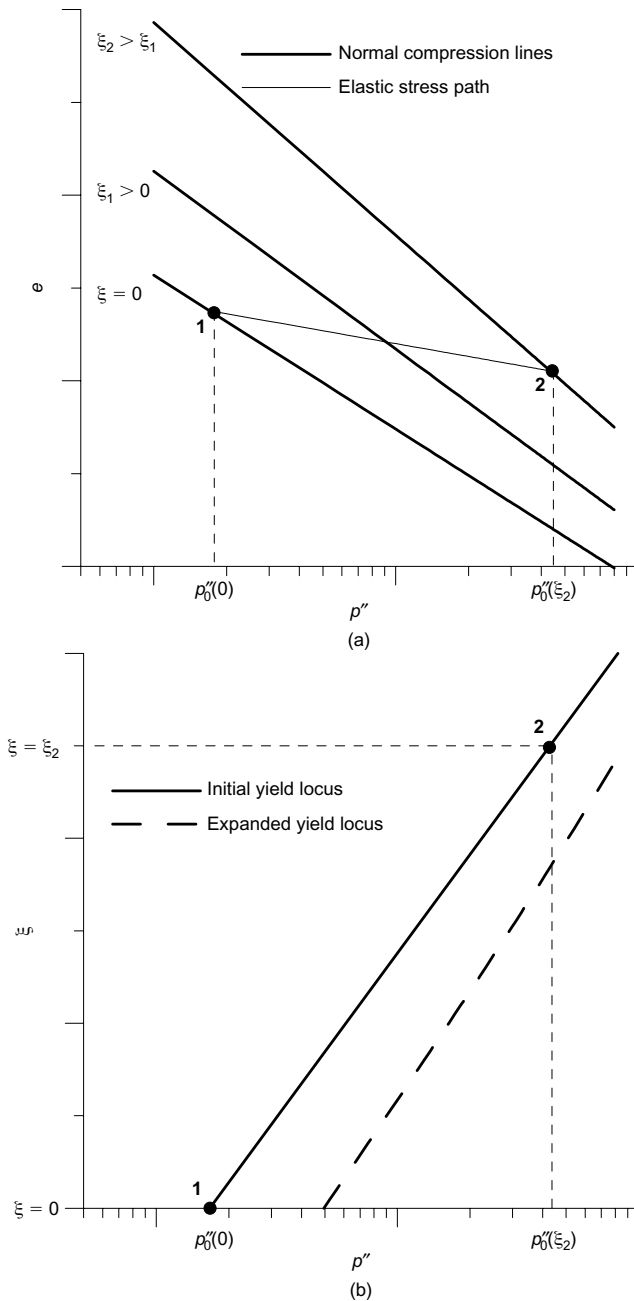 ξ₂ > ξ₁
Normal compression lines
Elastic stress path
ξ₁ > 0
e
ξ = 0
1
2
p″₀(0)
p″₀(ξ₂)
p″
(a)
2
ξ = ξ₂
Initial yield locus
Expanded yield locus
ξ
1
ξ = 0
p″₀(0)
p″₀(ξ₂)
p″
(b)